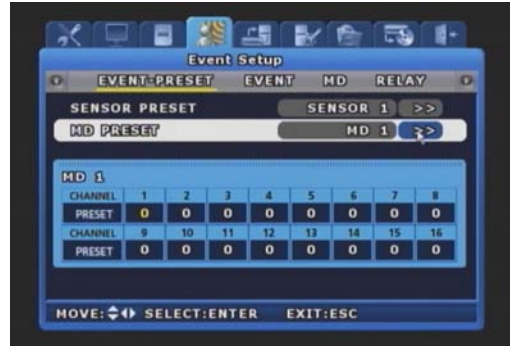 Event Setup
EVENT-PRESET EVENT MD RELAY
SENSOR PRESET SENSOR 1 >>
MD PRESET MD 1 >>
MD 1
CHANNEL 1 2 3 4 5 6 7 8
PRESET 0 0 0 0 0 0 0 0
CHANNEL 9 10 11 12 13 14 15 16
PRESET 0 0 0 0 0 0 0 0
MOVE: SELECT:ENTER EXIT:ESC